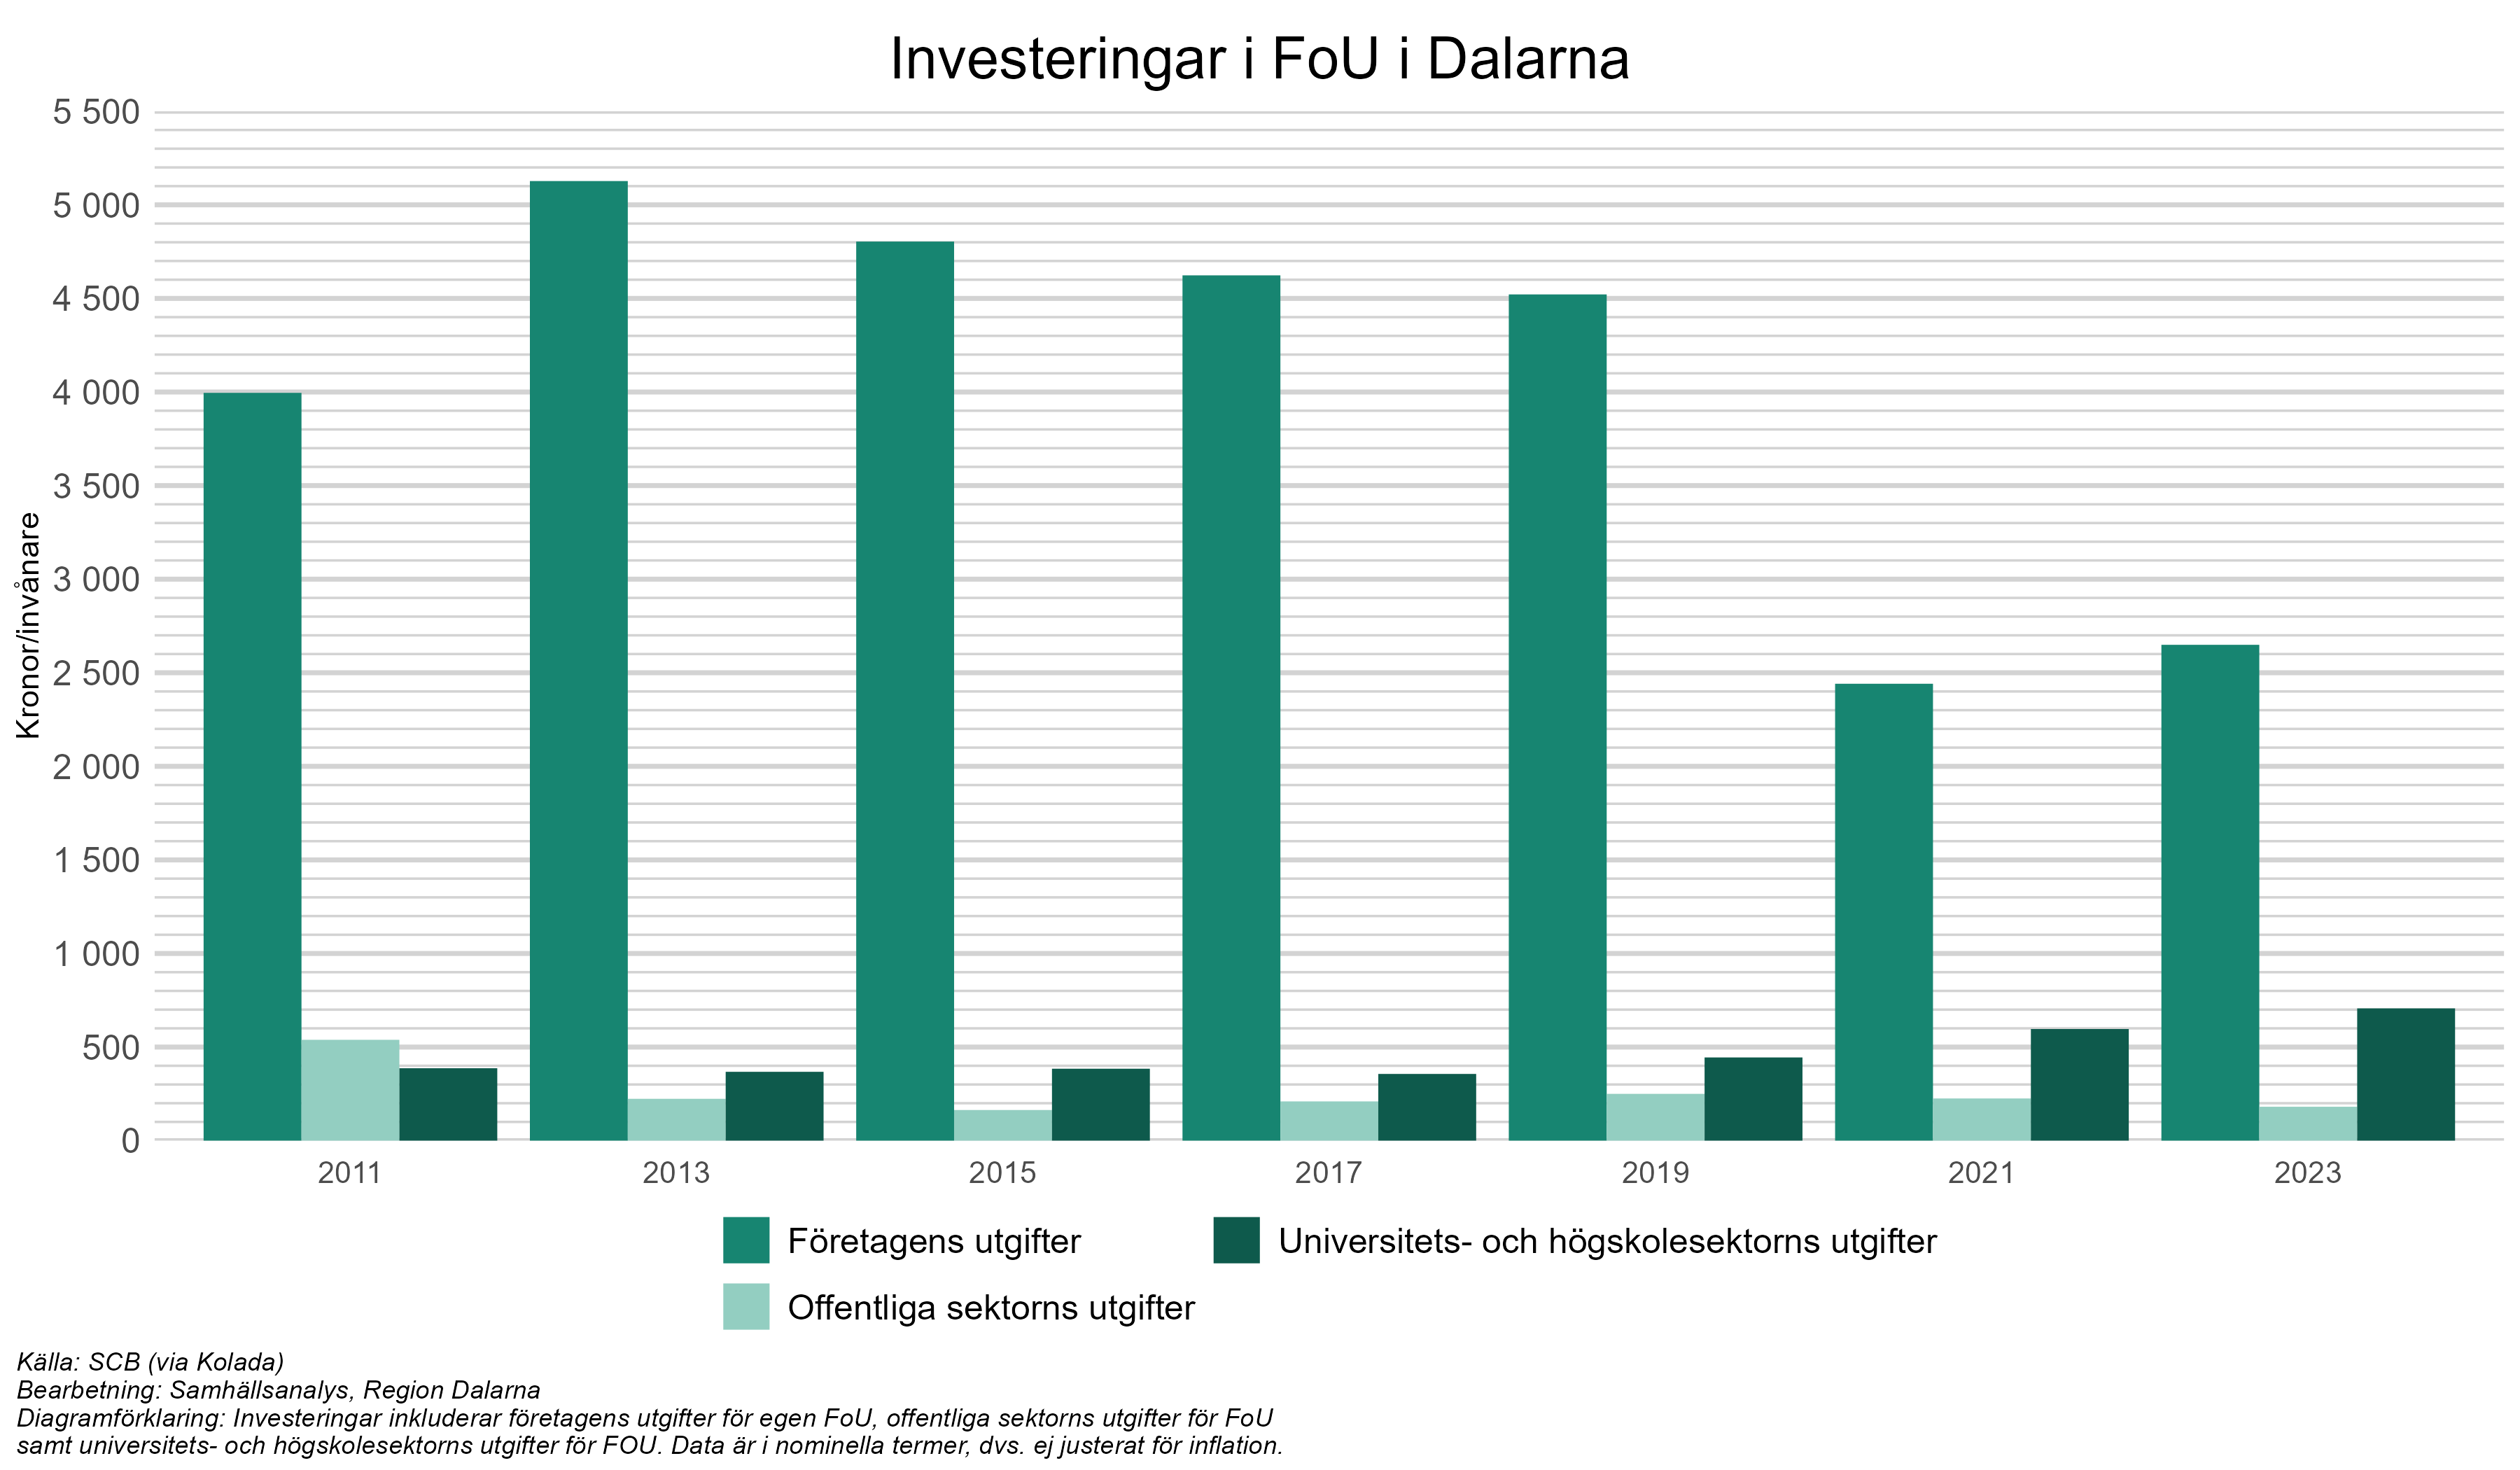 Investeringar i FoU i Dalarna
Kronor/invånare
5 500
5 000
4 500
4 000
3 500
3 000
2 500
2 000
1 500
1 000
500
0
2011 2013 2015 2017 2019 2021 2023
Företagens utgifter Universitets- och högskolesektorns utgifter
Offentliga sektorns utgifter
Källa: SCB (via Kolada)
Bearbetning: Samhällsanalys, Region Dalarna
Diagramförklaring: Investeringar inkluderar företagens utgifter för egen FoU, offentliga sektorns utgifter för FoU
samt universitets- och högskolesektorns utgifter för FOU. Data är i nominella termer, dvs. ej justerat för inflation.